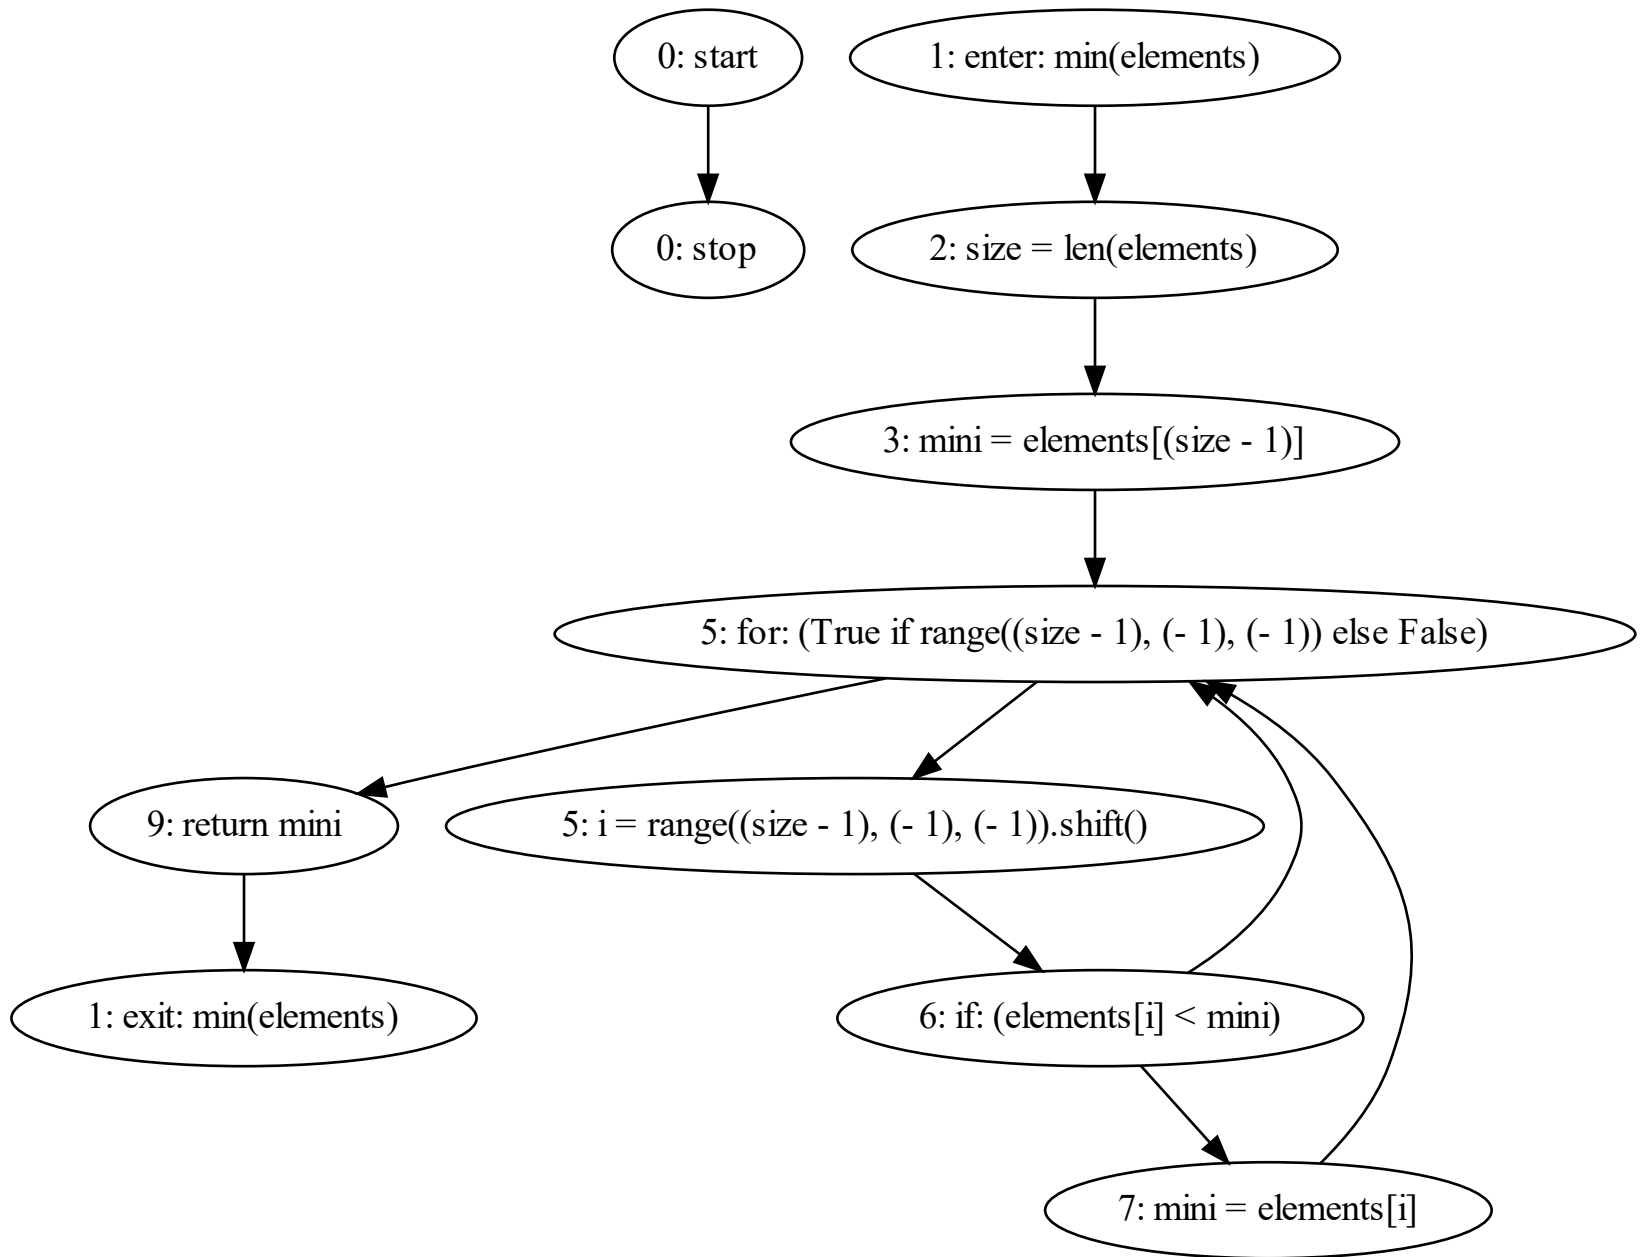 0: start
1: enter: min(elements)
0: stop
2: size = len(elements)
3: mini = elements[(size - 1)]
5: for: (True if range((size - 1), (- 1), (- 1)) else False)
9: return mini
5: i = range((size - 1), (- 1), (- 1)).shift()
1: exit: min(elements)
6: if: (elements[i] < mini)
7: mini = elements[i]